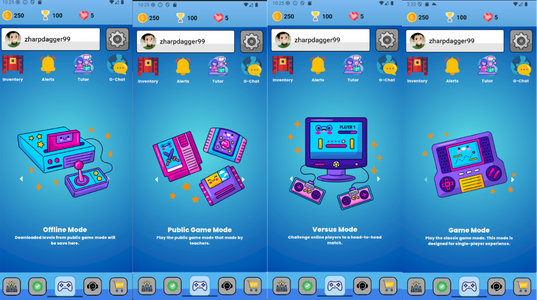 250 100 5
zharpdagger99
Inventory Alerts Tutor G-Chat
Offline Mode
Downloaded levels from public game mode will
be save here.
250 100 5
zharpdagger99
Inventory Alerts Tutor G-Chat
Public Game Mode
Play the public game mode that made by
teachers.
250 100 5
zharpdagger99
Inventory Alerts Tutor G-Chat
PLAYER 1
Versus Mode
Challenge online players to a head-to-head
match.
250 100 5
zharpdagger99
Inventory Alerts Tutor G-Chat
Game Mode
Play the classic game mode. This mode is
designed for single-player experience.